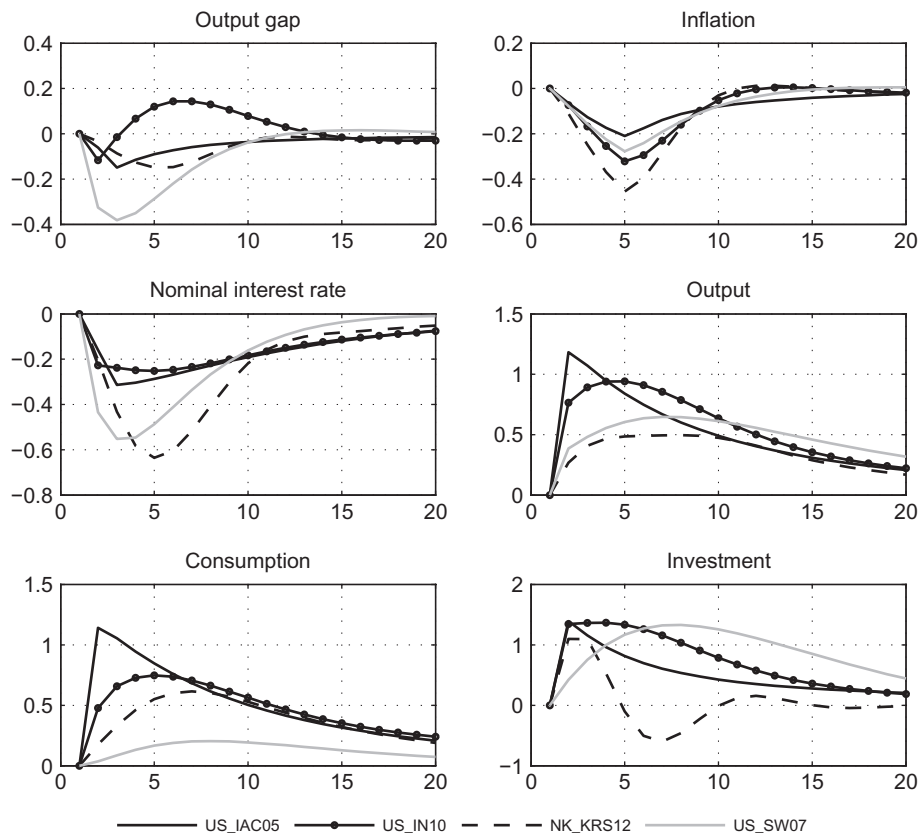 Output gap
Inflation
0.4
0.2
0
−0.2
−0.4
0 5 10 15 20
0.2
0
−0.2
−0.4
−0.6
0 5 10 15 20
Nominal interest rate
Output
0
−0.2
−0.4
−0.6
−0.8
0 5 10 15 20
1.5
1
0.5
0
0 5 10 15 20
Consumption
Investment
1.5
1
0.5
0
0 5 10 15 20
2
1
0
−1
0 5 10 15 20
US_IAC05 US_IN10 NK_KRS12 US_SW07